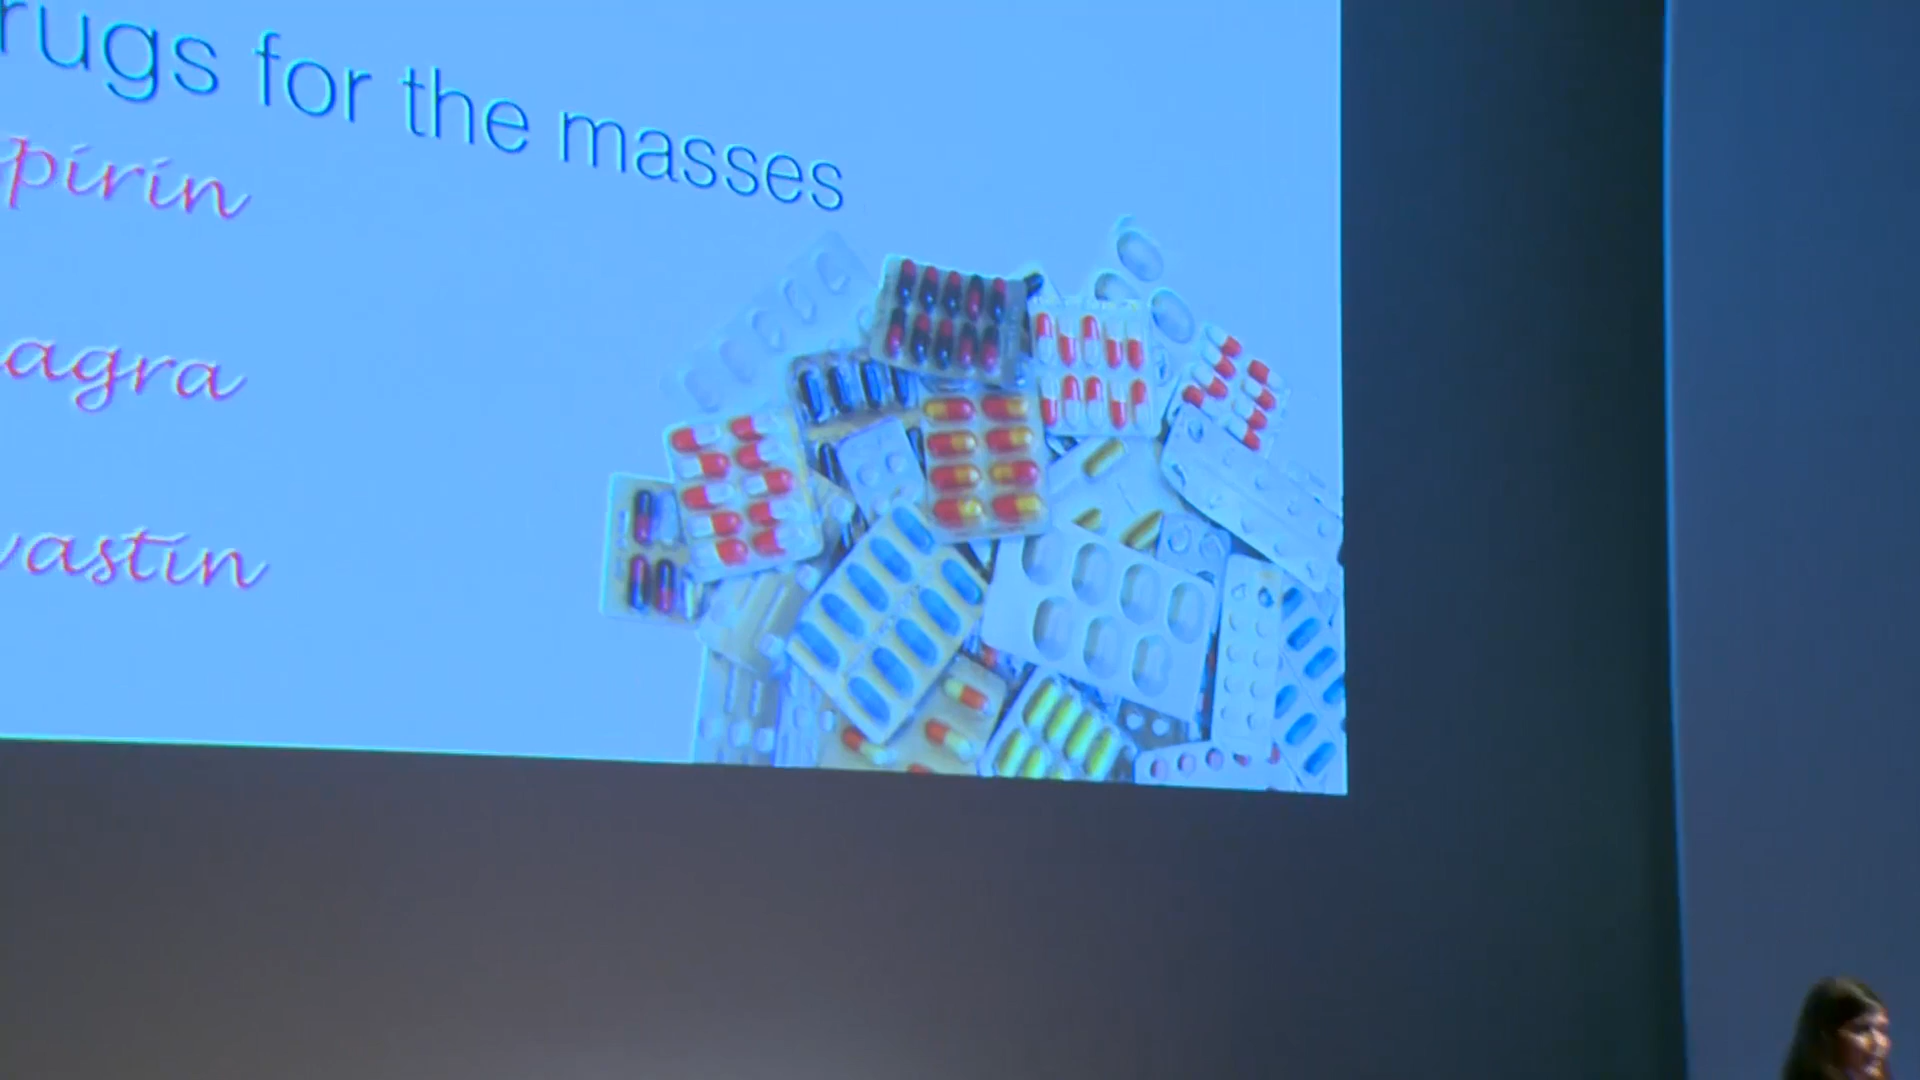 rugs for the masses
pirin
agra
vastin